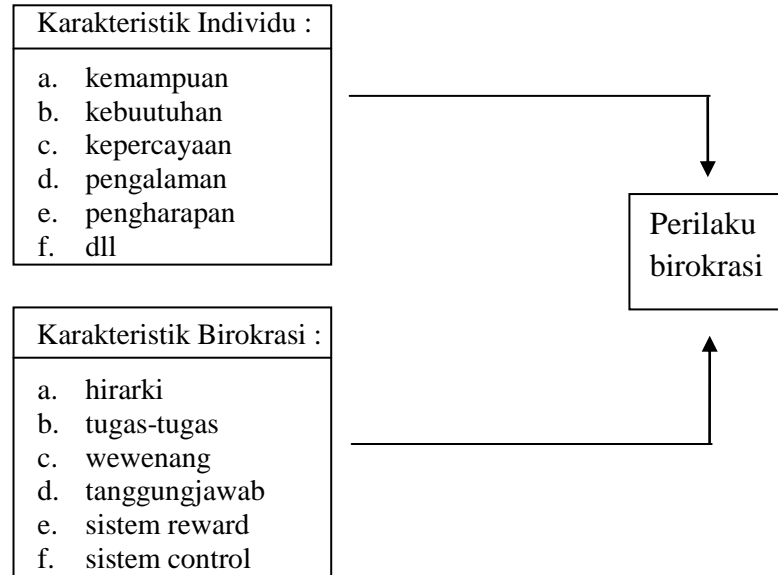 Karakteristik Individu :
a. kemampuan
b. kebuutuhan
c. kepercayaan
d. pengalaman
e. pengharapan
f. dll
Perilaku
birokrasi
Karakteristik Birokrasi :
a. hirarki
b. tugas-tugas
c. wewenang
d. tanggungjawab
e. sistem reward
f. sistem control